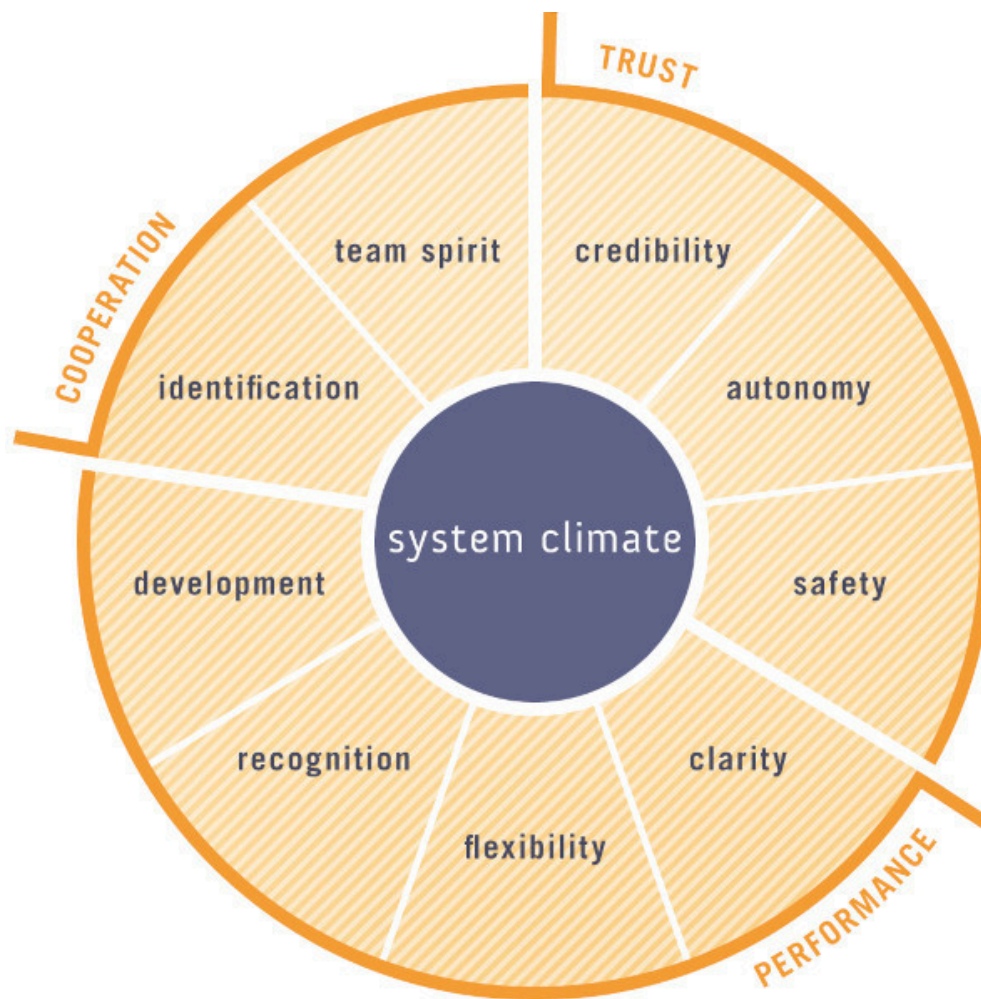 TRUST
credibility
autonomy
safety
PERFORMANCE
clarity
flexibility
recognition
development
COOPERATION
identification
team spirit
system climate